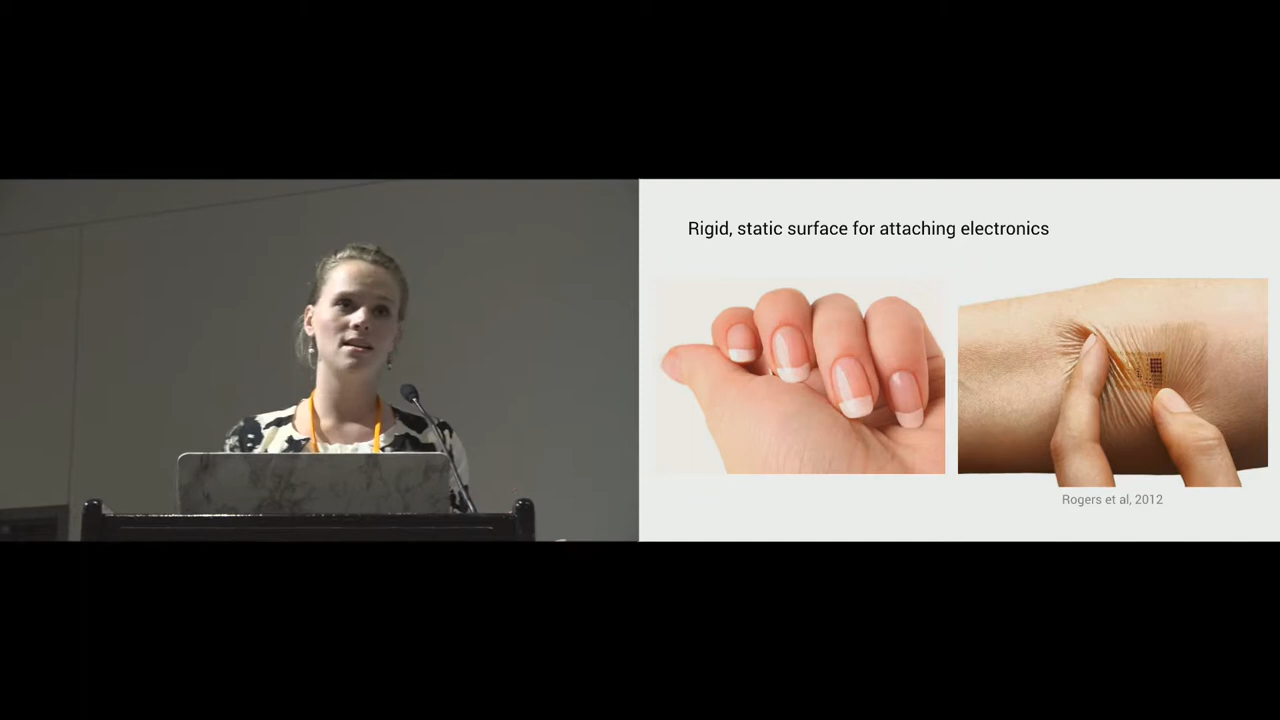 Rigid, static surface for attaching electronics
Rogers et al, 2012